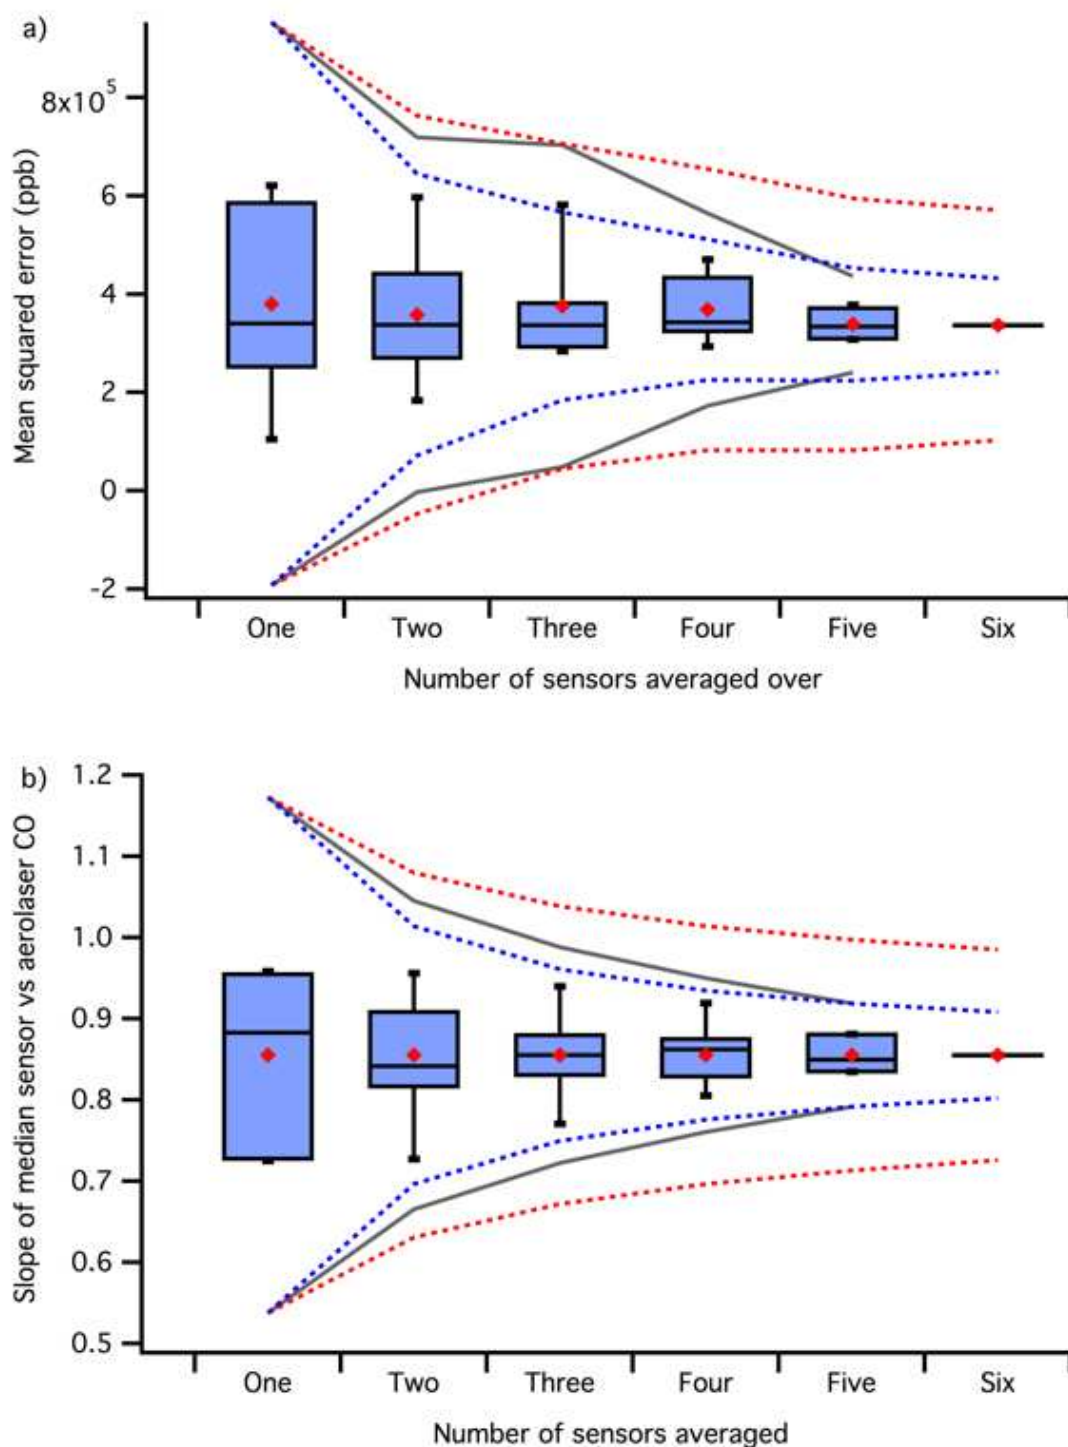 a)
8x10⁵
6
4
2
0
-2
Mean squared error (ppb)
One Two Three Four Five Six
Number of sensors averaged over
b)
1.2
1.1
1.0
0.9
0.8
0.7
0.6
0.5
Slope of median sensor vs aerolaser CO
One Two Three Four Five Six
Number of sensors averaged